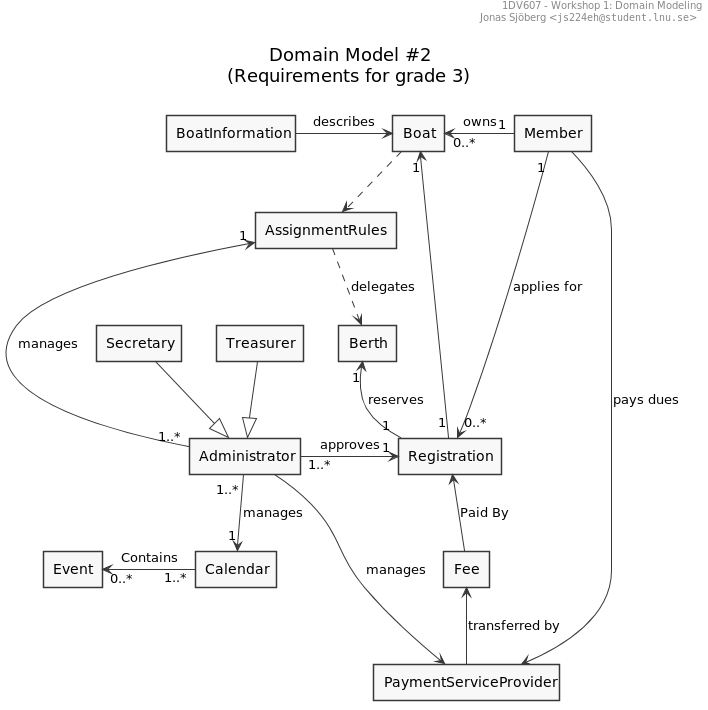 1DV607 - Workshop 1: Domain Modeling
Jonas Sjöberg <js224eh@student.lnu.se>
Domain Model #2
(Requirements for grade 3)
BoatInformation describes Boat owns 1 Member
0..*
1 1
AssignmentRules
1
delegates applies for
manages Secretary Treasurer Berth
1
reserves pays dues
1 1 0..*
1..* approves 1
Administrator Registration
1..*
1..*
manages Paid By
1
Contains
Event Calendar manages Fee
0..* 1..*
transferred by
PaymentServiceProvider